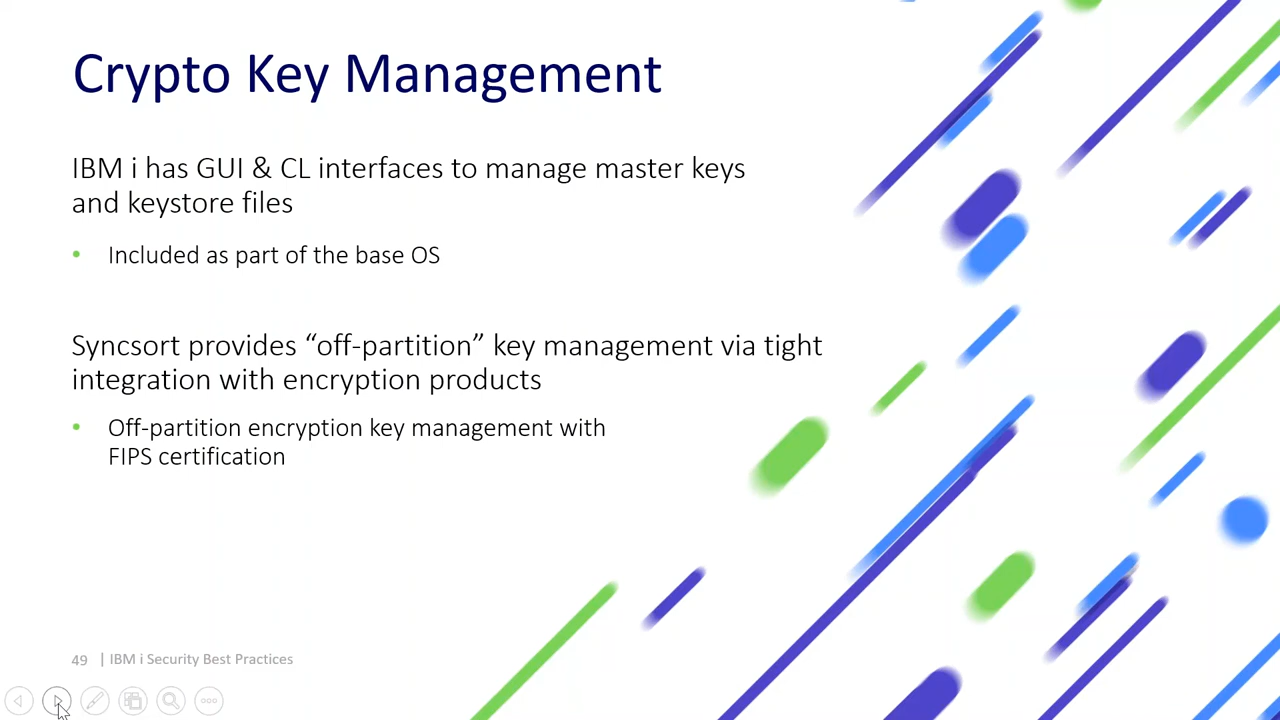 Crypto Key Management
IBM i has GUI & CL interfaces to manage master keys
and keystore files
• Included as part of the base OS
Syncsort provides “off-partition” key management via tight
integration with encryption products
• Off-partition encryption key management with
FIPS certification
49 | IBM i Security Best Practices